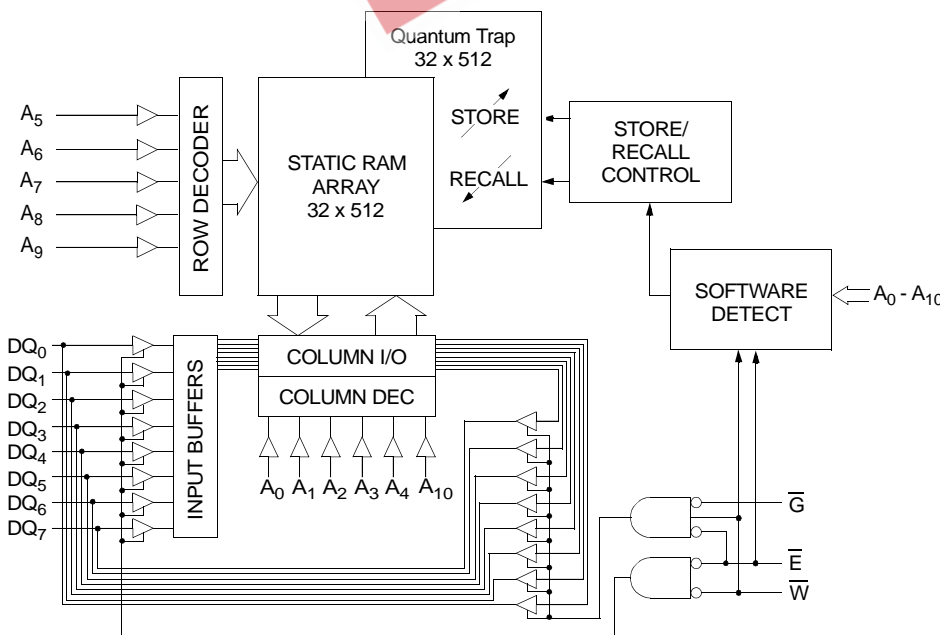 Quantum Trap
32 x 512
STORE
RECALL
STATIC RAM
ARRAY
32 x 512
STORE/
RECALL
CONTROL
A5
A6
A7
A8
A9
ROW DECODER
SOFTWARE
DETECT
A0 - A10
DQ0
DQ1
DQ2
DQ3
DQ4
DQ5
DQ6
DQ7
INPUT BUFFERS
COLUMN I/O
COLUMN DEC
A0 A1 A2 A3 A4 A10
G̅
E̅
W̅